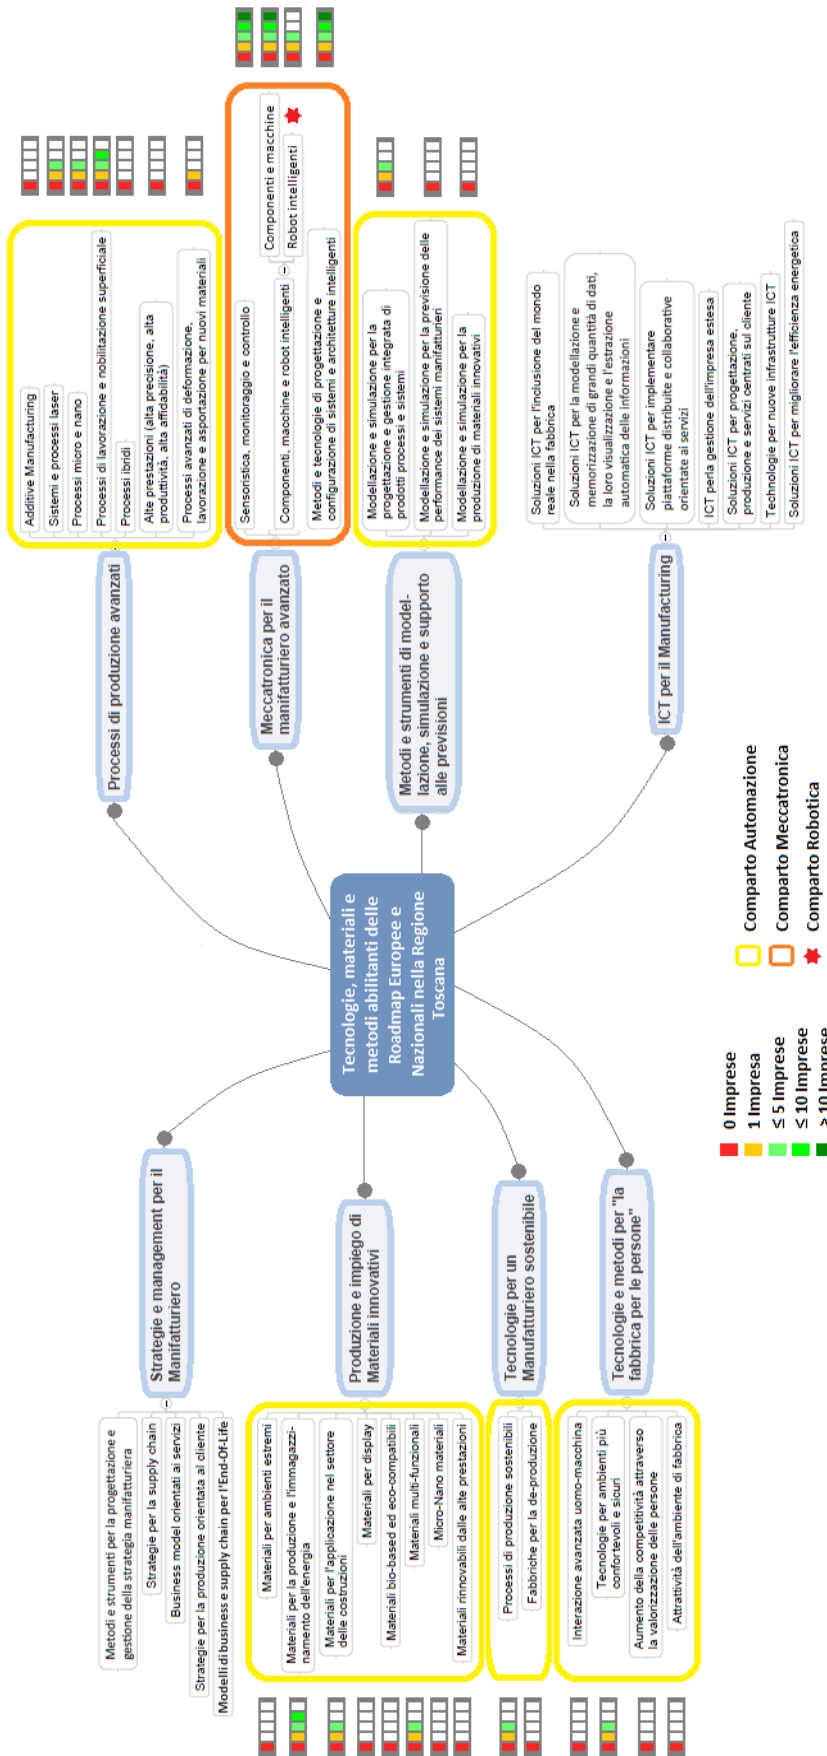 Strategie e management per il
Manifatturiero
Metodi e strumenti per la progettazione e
gestione della strategia manifatturiera
Strategie per la supply chain
Business model orientati ai servizi
Strategie per la produzione orientata al cliente
Modelli di business e supply chain per l'End-Of-Life
Produzione e impiego di
Materiali innovativi
Materiali per ambienti estremi
Materiali per la produzione e l'immagazzi-
namento dell'energia
Materiali per l'applicazione nel settore
delle costruzioni
Materiali per display
Materiali bio-based ed eco-compatibili
Materiali multi-funzionali
Micro-Nano materiali
Materiali rinnovabili dalle alte prestazioni
Tecnologie per un
Manufatturiero sostenibile
Processi di produzione sostenibili
Fabbriche per la de-produzione
Tecnologie e metodi per "la
fabbrica per le persone"
Interazione avanzata uomo-macchina
Tecnologie per ambienti più
confortevoli e sicuri
Aumento della competitività attraverso
la valorizzazione delle persone
Attrattività dell'ambiente di fabbrica
Tecnologie, materiali e
metodi abilitanti delle
Roadmap Europee e
Nazionali nella Regione
Toscana
Processi di produzione avanzati
Additive Manufacturing
Sistemi e processi laser
Processi micro e nano
Processi di lavorazione e nobilitazione superficiale
Processi ibridi
Alte prestazioni (alta precisione, alta
produttività, alta affidabilità)
Processi avanzati di deformazione,
lavorazione e asportazione per nuovi materiali
Meccatronica per il
manifatturiero avanzato
Sensoristica, monitoraggio e controllo
Componenti, macchine e robot intelligenti
Componenti e macchine
Robot intelligenti
Metodi e tecnologie di progettazione e
configurazione di sistemi e architetture intelligenti
Metodi e strumenti di model-
lazione, simulazione e supporto
alle previsioni
Modellazione e simulazione per la
progettazione e gestione integrata di
prodotti processi e sistemi
Modellazione e simulazione per la previsione delle
performance dei sistemi manifatturieri
Modellazione e simulazione per la
produzione di materiali innovativi
ICT per il Manufacturing
Soluzioni ICT per l'inclusione del mondo
reale nella fabbrica
Soluzioni ICT per la modellazione e
memorizzazione di grandi quantità di dati,
la loro visualizzazione e l'estrazione
automatica delle informazioni
Soluzioni ICT per implementare
piattaforme distribuite e collaborative
orientate ai servizi
ICT perla gestione dell'impresa estesa
Soluzioni ICT per progettazione,
produzione e servizi centrati sul cliente
Technologie per nuove infrastrutture ICT
Soluzioni ICT per migliorare l'efficienza energetica
0 Imprese
1 Impresa
≤ 5 Imprese
≤ 10 Imprese
> 10 Imprese
Comparto Automazione
Comparto Meccatronica
Comparto Robotica